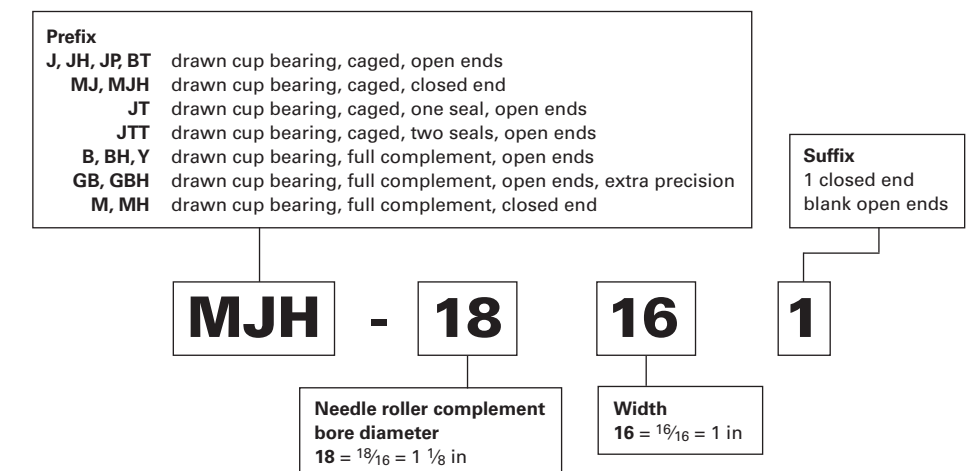 Prefix
J, JH, JP, BT drawn cup bearing, caged, open ends
MJ, MJH drawn cup bearing, caged, closed end
JT drawn cup bearing, caged, one seal, open ends
JTT drawn cup bearing, caged, two seals, open ends
B, BH, Y drawn cup bearing, full complement, open ends
GB, GBH drawn cup bearing, full complement, open ends, extra precision
M, MH drawn cup bearing, full complement, closed end
Suffix
1 closed end
blank open ends
MJH - 18 16 1
Needle roller complement
bore diameter
18 = 18/16 = 1 1/8 in
Width
16 = 16/16 = 1 in